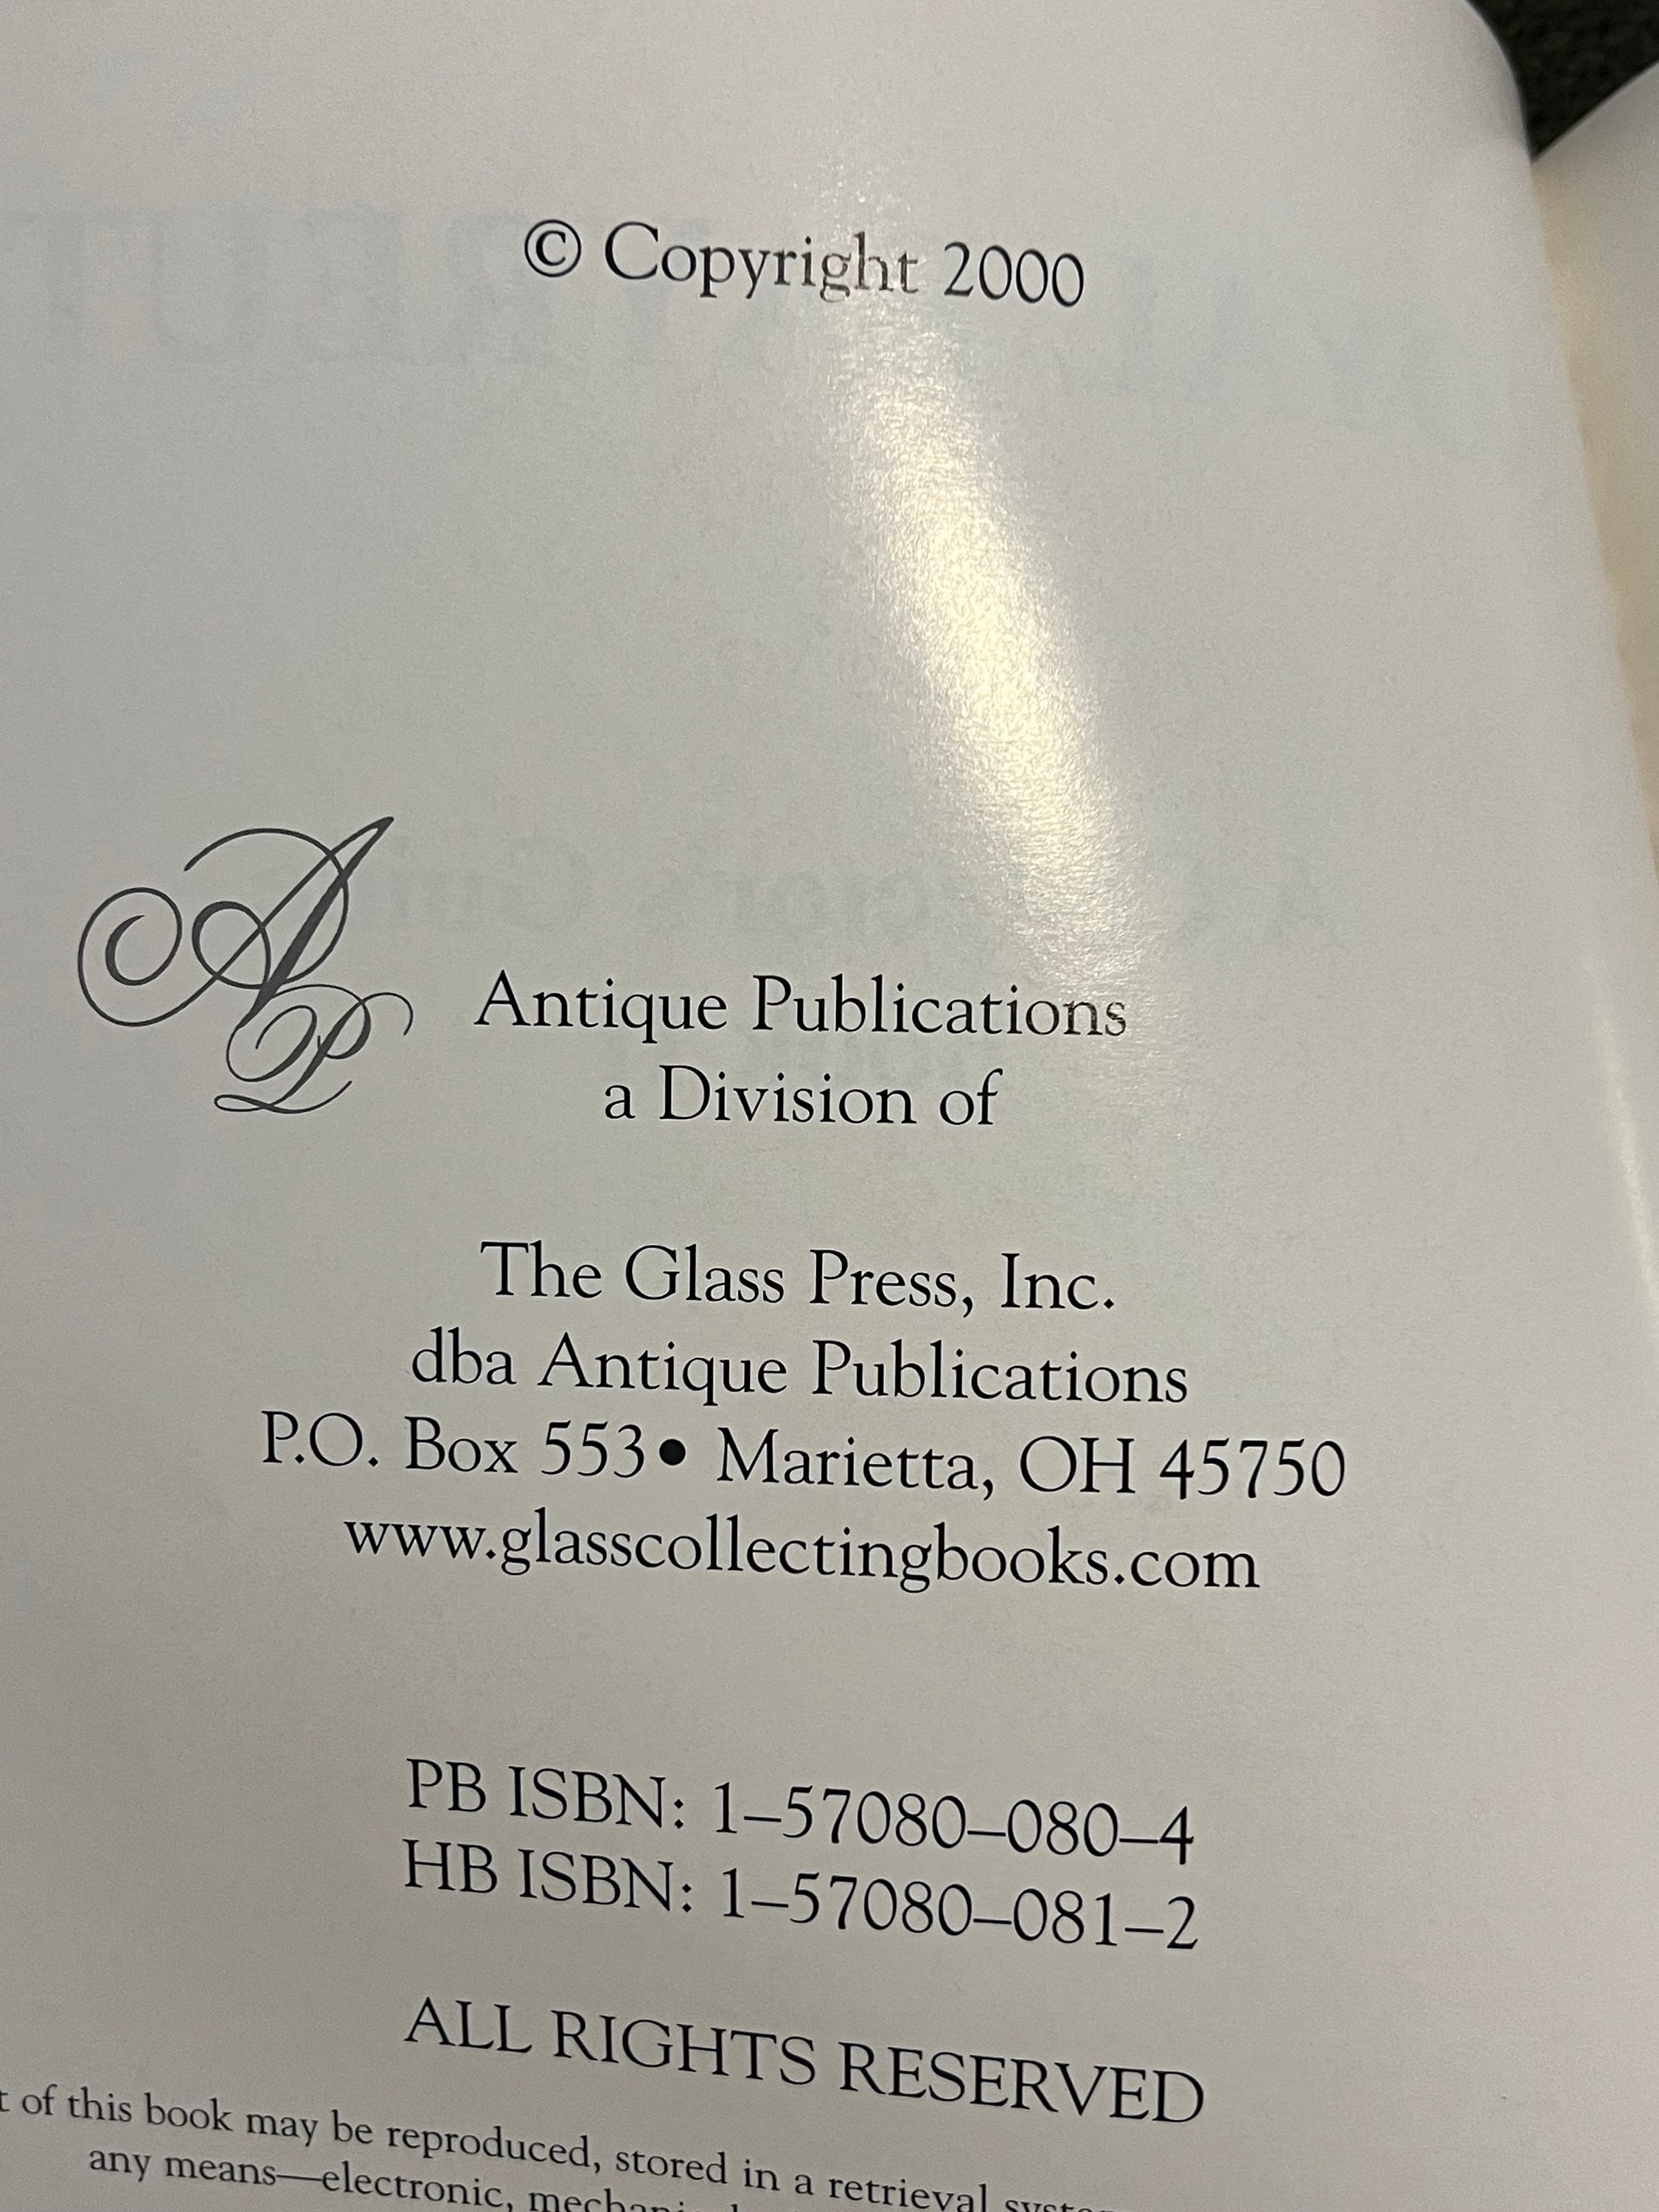 © Copyright 2000
AP
Antique Publications
a Division of
The Glass Press, Inc.
dba Antique Publications
P.O. Box 553• Marietta, OH 45750
www.glasscollectingbooks.com
PB ISBN: 1–57080–080–4
HB ISBN: 1–57080–081–2
ALL RIGHTS RESERVED
of this book may be reproduced, stored in a retrieval
any means—electronic,